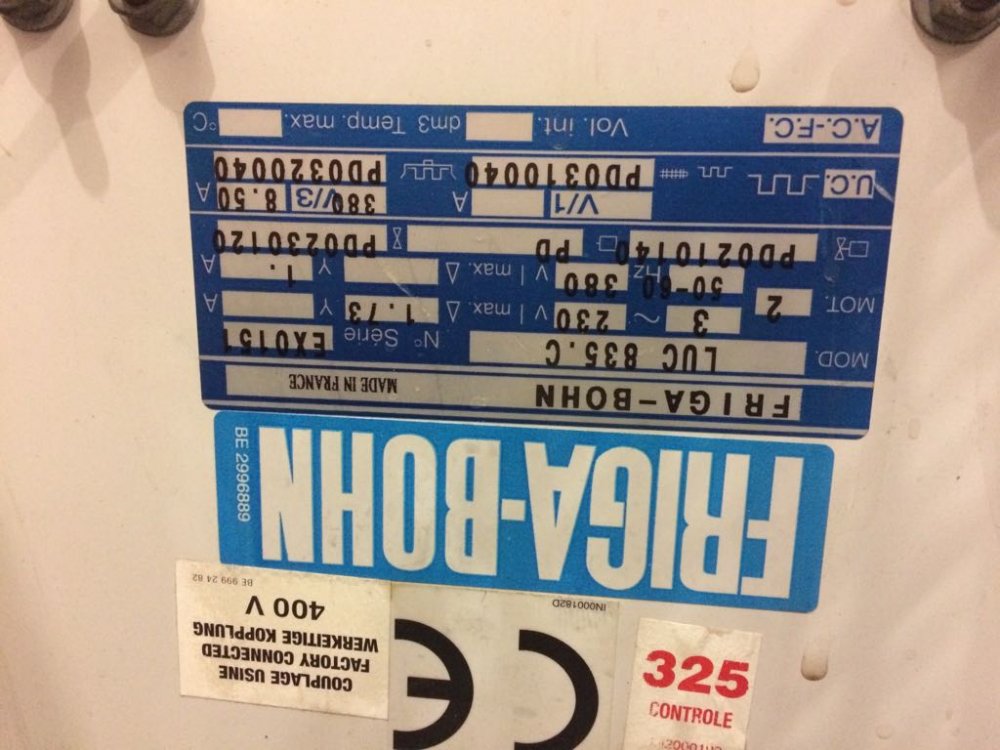 COUPLAGE USINE
FACTORY CONNECTED
WERKEITIGE KOPPLUNG
400 V
BE 999 24 82
CE
IN000182D
325
CONTROLE
FRIGA-BOHN
BE 2996889
FRIGA-BOHN MADE IN FRANCE
MOD. LUC 835.C N° Série EX0151
MOT. 2 3 ~ 230 V I max. Δ 1.73 Y A
50-60 Hz 380 V I max. Δ Y 1. A
PD0210140 PD PD0230120
U.C. V/1 A 380 V/3 8.50 A
PD0310040 PD0320040
A.C.-F.C. Vol. int. dm3 Temp. max. °C